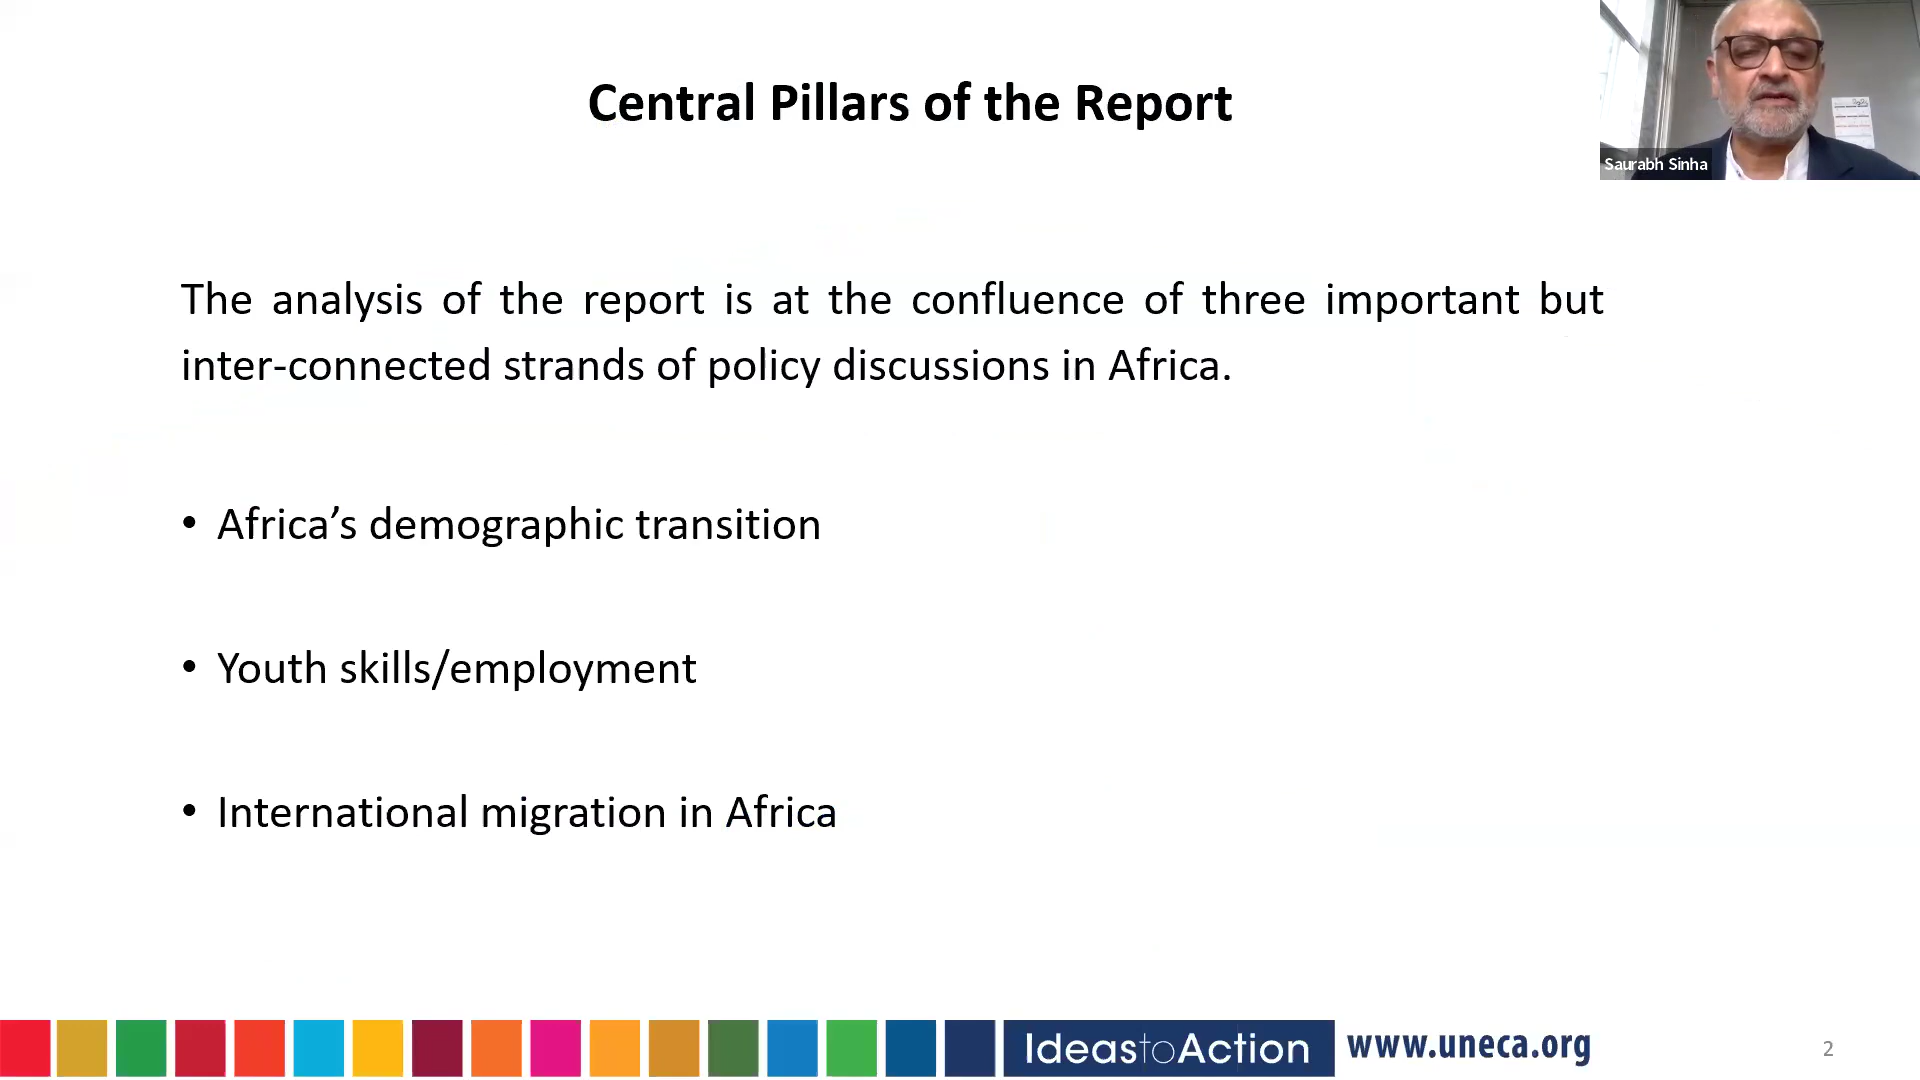 Central Pillars of the Report
Saurabh Sinha
The analysis of the report is at the confluence of three important but
inter-connected strands of policy discussions in Africa.
• Africa’s demographic transition
• Youth skills/employment
• International migration in Africa
IdeastoAction
www.uneca.org
2